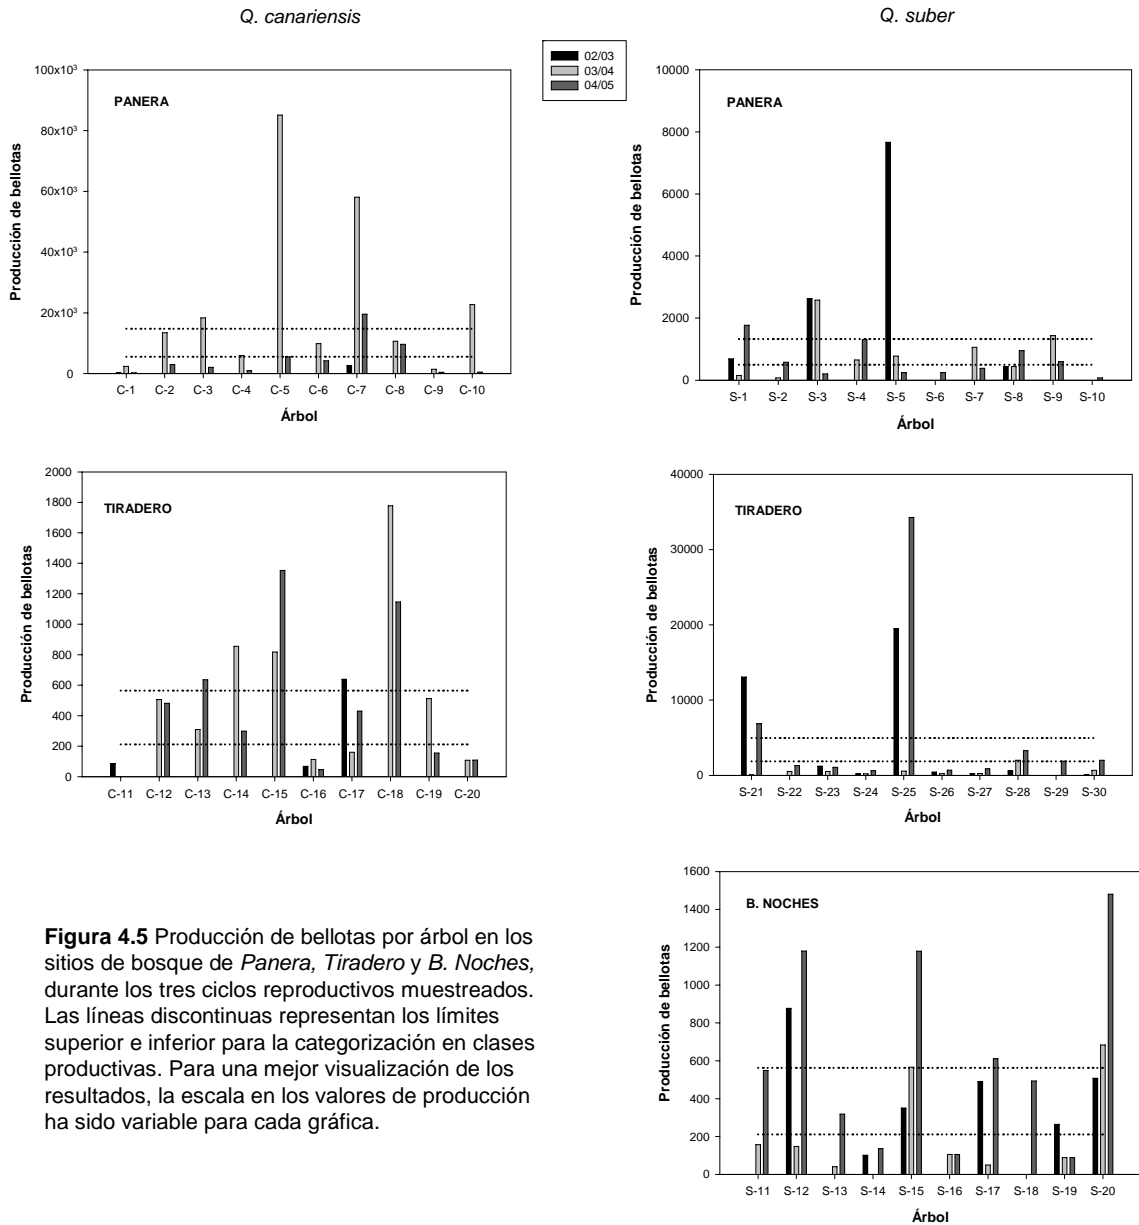 Q. canariensis
Q. suber
02/03
03/04
04/05
100x10³
80x10³
60x10³
40x10³
20x10³
0
Producción de bellotas
PANERA
C-1 C-2 C-3 C-4 C-5 C-6 C-7 C-8 C-9 C-10
Árbol
10000
8000
6000
4000
2000
0
Producción de bellotas
PANERA
S-1 S-2 S-3 S-4 S-5 S-6 S-7 S-8 S-9 S-10
Árbol
2000
1800
1600
1400
1200
1000
800
600
400
200
0
Producción de bellotas
TIRADERO
C-11 C-12 C-13 C-14 C-15 C-16 C-17 C-18 C-19 C-20
Árbol
40000
30000
20000
10000
0
Producción de bellotas
TIRADERO
S-21 S-22 S-23 S-24 S-25 S-26 S-27 S-28 S-29 S-30
Árbol
1600
1400
1200
1000
800
600
400
200
0
Producción de bellotas
B. NOCHES
S-11 S-12 S-13 S-14 S-15 S-16 S-17 S-18 S-19 S-20
Árbol
Figura 4.5 Producción de bellotas por árbol en los
sitios de bosque de Panera, Tiradero y B. Noches,
durante los tres ciclos reproductivos muestreados.
Las líneas discontinuas representan los límites
superior e inferior para la categorización en clases
productivas. Para una mejor visualización de los
resultados, la escala en los valores de producción
ha sido variable para cada gráfica.